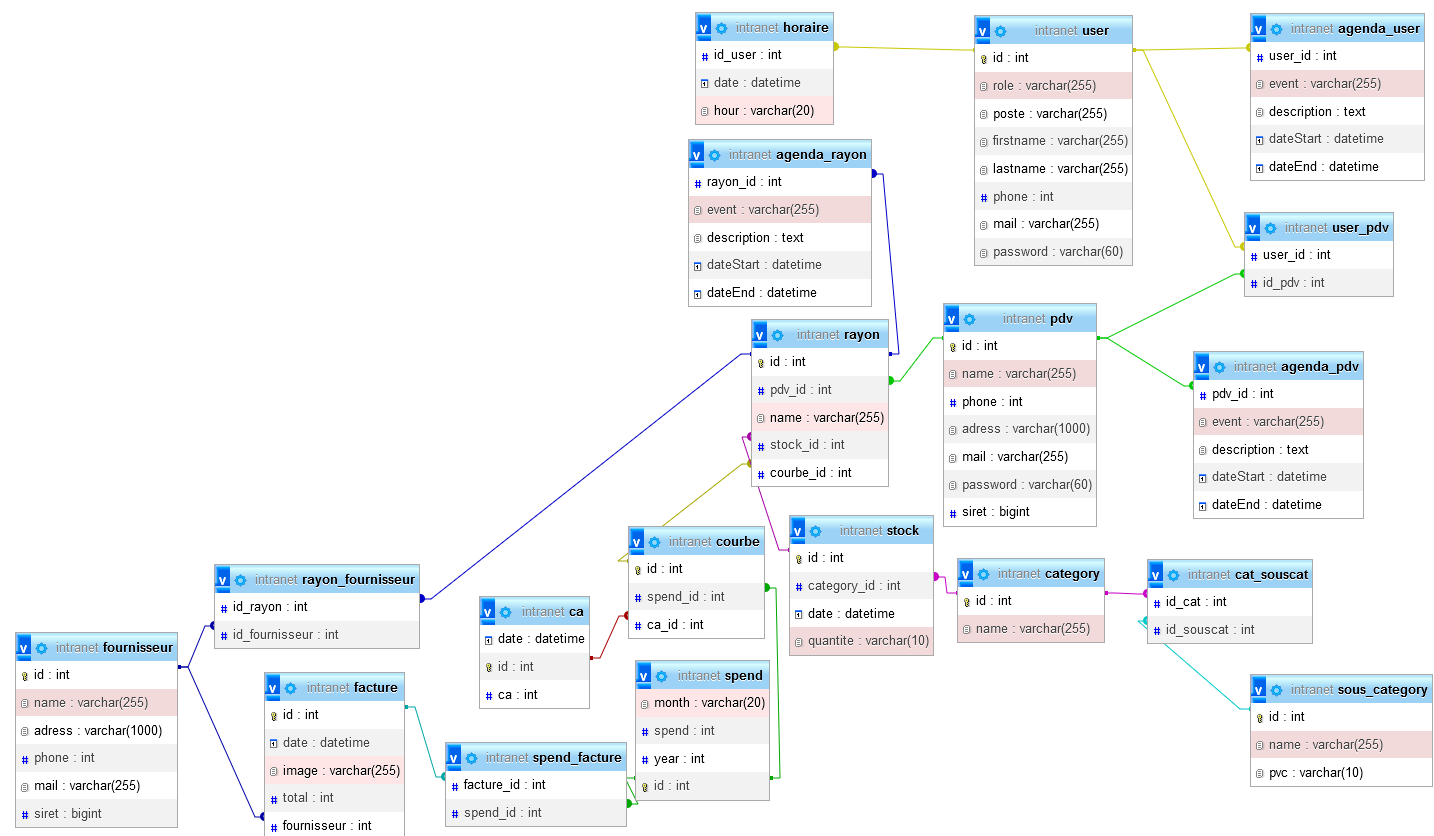 intranet horaire
id_user : int
date : datetime
hour : varchar(20)
intranet user
id : int
role : varchar(255)
poste : varchar(255)
firstname : varchar(255)
lastname : varchar(255)
phone : int
mail : varchar(255)
password : varchar(60)
intranet agenda_user
user_id : int
event : varchar(255)
description : text
dateStart : datetime
dateEnd : datetime
intranet agenda_rayon
rayon_id : int
event : varchar(255)
description : text
dateStart : datetime
dateEnd : datetime
intranet user_pdv
user_id : int
id_pdv : int
intranet rayon
id : int
pdv_id : int
name : varchar(255)
stock_id : int
courbe_id : int
intranet pdv
id : int
name : varchar(255)
phone : int
adress : varchar(1000)
mail : varchar(255)
password : varchar(60)
siret : bigint
intranet agenda_pdv
pdv_id : int
event : varchar(255)
description : text
dateStart : datetime
dateEnd : datetime
intranet courbe
id : int
spend_id : int
ca_id : int
intranet stock
id : int
category_id : int
date : datetime
quantite : varchar(10)
intranet category
id : int
name : varchar(255)
intranet cat_souscat
id_cat : int
id_souscat : int
intranet rayon_fournisseur
id_rayon : int
id_fournisseur : int
intranet ca
date : datetime
id : int
ca : int
intranet fournisseur
id : int
name : varchar(255)
adress : varchar(1000)
phone : int
mail : varchar(255)
siret : bigint
intranet facture
id : int
date : datetime
image : varchar(255)
total : int
fournisseur : int
intranet spend
month : varchar(20)
spend : int
year : int
id : int
intranet spend_facture
facture_id : int
spend_id : int
intranet sous_category
id : int
name : varchar(255)
pvc : varchar(10)